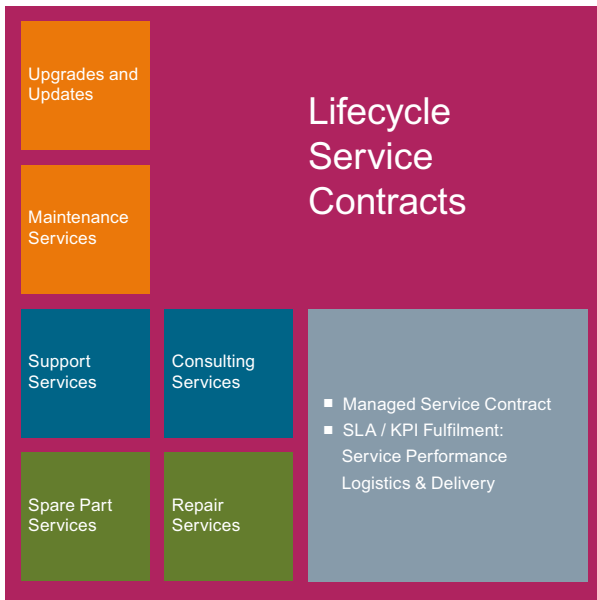 Upgrades and
Updates
Lifecycle
Service
Contracts
Maintenance
Services
Support
Services
Consulting
Services
■ Managed Service Contract
■ SLA / KPI Fulfilment:
Service Performance
Logistics & Delivery
Spare Part
Services
Repair
Services